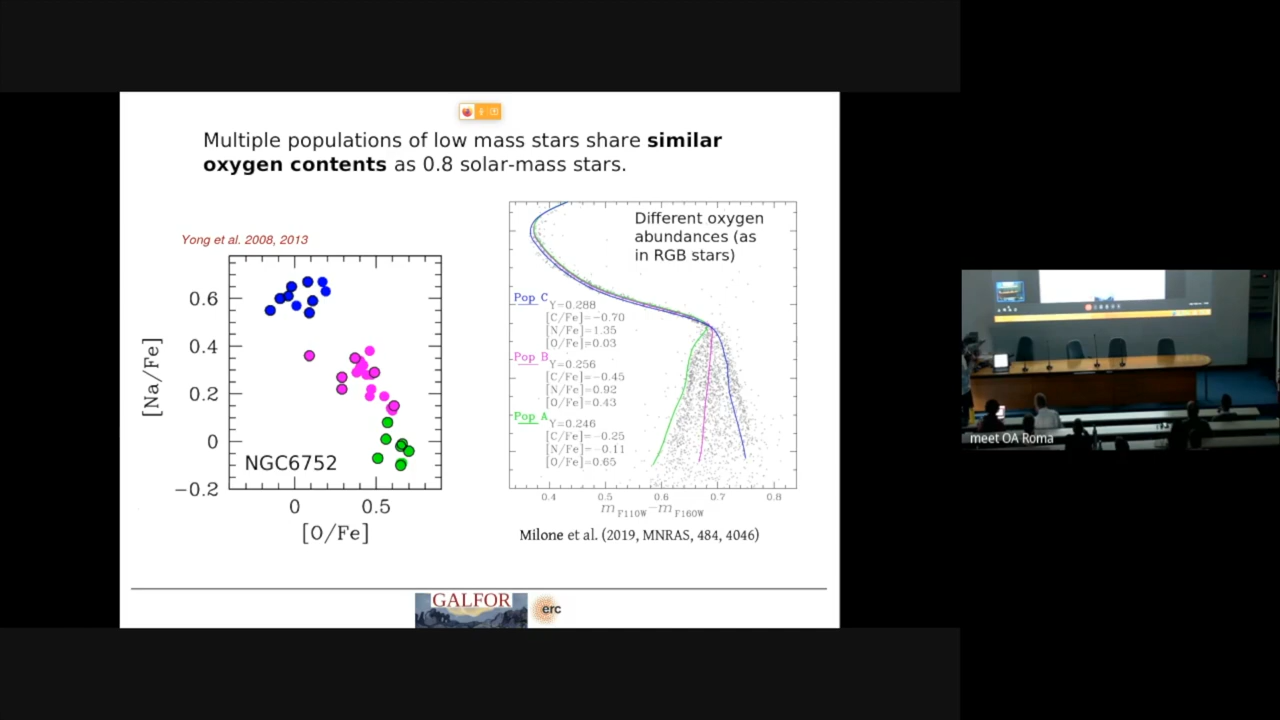 Multiple populations of low mass stars share similar
oxygen contents as 0.8 solar-mass stars.
Yong et al. 2008, 2013
[Na/Fe]
0.6
0.4
0.2
0
−0.2
NGC6752
0
0.5
[O/Fe]
Different oxygen
abundances (as
in RGB stars)
Pop C
Y=0.288
[C/Fe]=−0.70
[N/Fe]=1.35
[O/Fe]=0.03
Pop B
Y=0.256
[C/Fe]=−0.45
[N/Fe]=0.92
[O/Fe]=0.43
Pop A
Y=0.246
[C/Fe]=−0.25
[N/Fe]=−0.11
[O/Fe]=0.65
0.4
0.5
0.6
0.7
0.8
m F110W − m F160W
Milone et al. (2019, MNRAS, 484, 4046)
GALFOR
erc
meet OA Roma